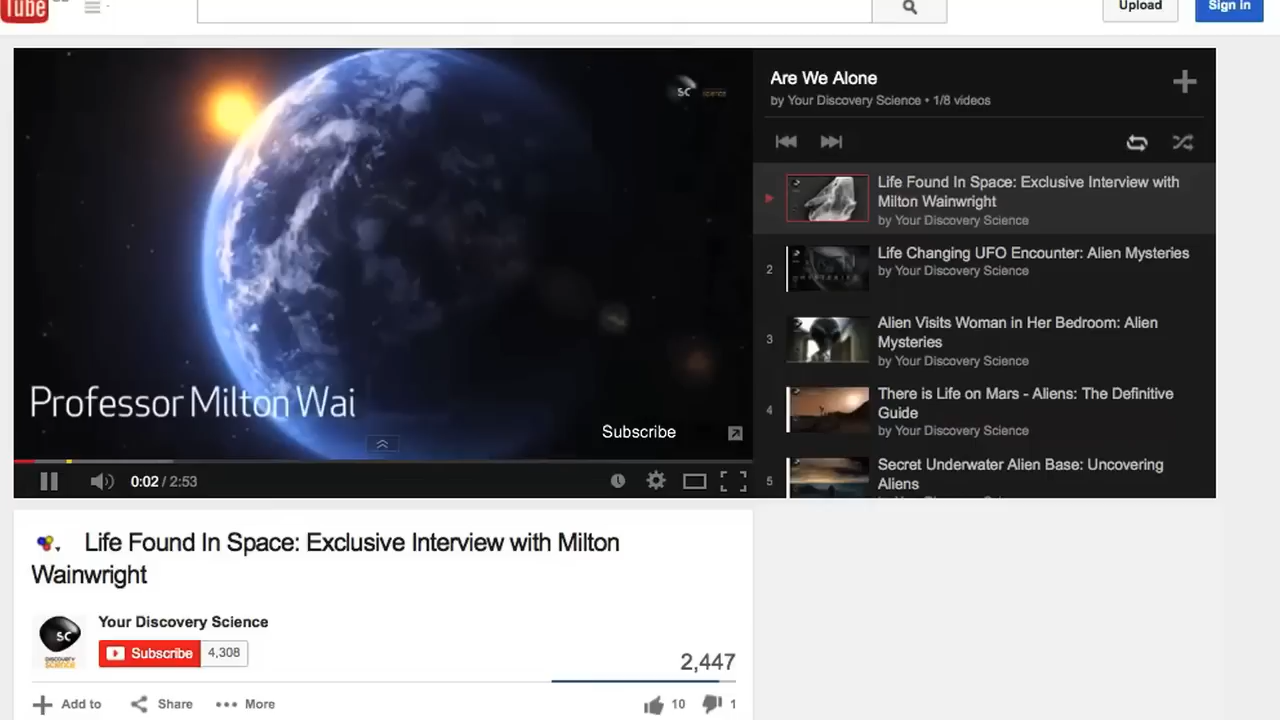 Tube
Upload
Sign In
SC
SCIENCE
Professor Milton Wai
Subscribe
0:02 / 2:53
Are We Alone
by Your Discovery Science • 1/8 videos
Life Found In Space: Exclusive Interview with
Milton Wainwright
by Your Discovery Science
2
Life Changing UFO Encounter: Alien Mysteries
by Your Discovery Science
3
Alien Visits Woman in Her Bedroom: Alien
Mysteries
by Your Discovery Science
4
There is Life on Mars - Aliens: The Definitive
Guide
by Your Discovery Science
5
Secret Underwater Alien Base: Uncovering
Aliens
Life Found In Space: Exclusive Interview with Milton
Wainwright
SC
DISCOVERY
SCIENCE
Your Discovery Science
Subscribe 4,308
2,447
Add to Share More
10 1